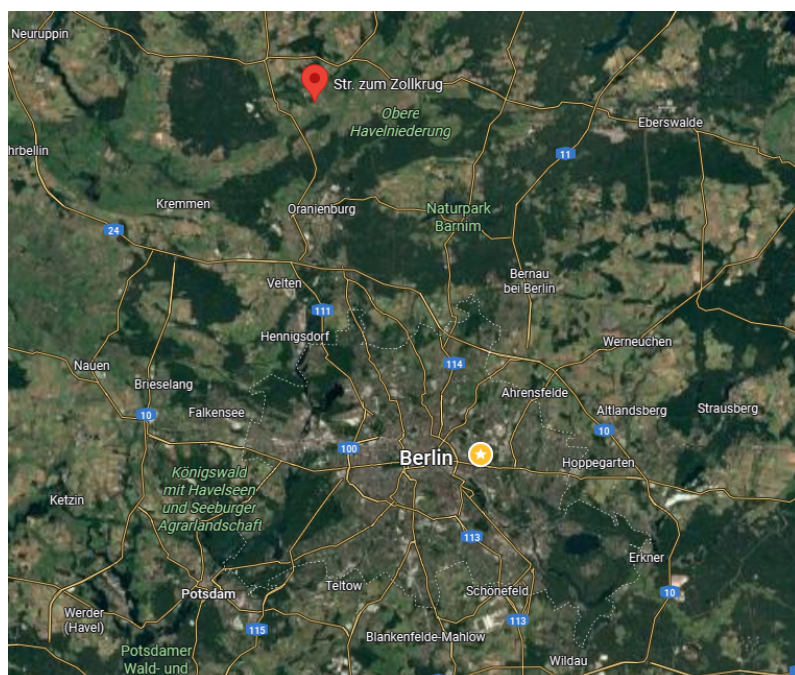 Neuruppin
Str. zum Zollkrug
Obere
Havelniederung
Eberswalde
hrbellin
11
Kremmen
Oranienburg
Naturpark
Barnim
24
Bernau
bei Berlin
Velten
111
Hennigsdorf
Werneuchen
Nauen
114
Brieselang
Ahrensfelde
10
Falkensee
Altlandsberg
Strausberg
10
100
Berlin
Hoppegarten
Königswald
mit Havelseen
und Seeburger
Agrarlandschaft
Ketzin
113
Erkner
Potsdam
Teltow
Schönefeld
10
Werder
(Havel)
115
113
Blankenfelde-Mahlow
Potsdamer
Wald- und
Wildau